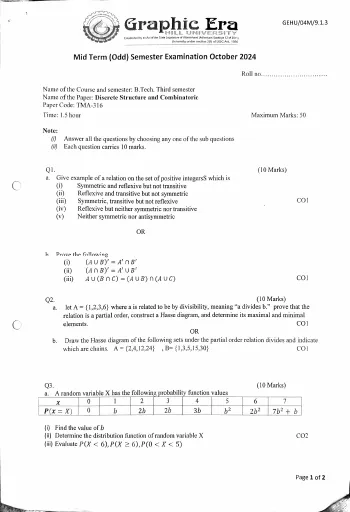 Graphic Era
HILL UNIVERSITY
GEHU/04M/9.1.3
Mid Term (Odd) Semester Examination October 2024
Roll no..............................
Name of the Course and semester: B.Tech. Third semester
Name of the Paper: Discrete Structure and Combinatoric
Paper Code: TMA-316
Time: 1.5 hour Maximum Marks: 50
Note:
(i) Answer all the questions by choosing any one of the sub questions
(ii) Each question carries 10 marks.
Q1. (10 Marks)
a. Give example of a relation on the set of positive integersS which is
(i) Symmetric and reflexive but not transitive
(ii) Reflexive and transitive but not symmetric
(iii) Symmetric, transitive but not reflexive CO1
(iv) Reflexive but neither symmetric nor transitive
(v) Neither symmetric nor antisymmetric
OR
b. Prove the following
(i) (A ∪ B)' = A' ∩ B'
(ii) (A ∩ B)' = A' ∪ B'
(iii) A ∪ (B ∩ C) = (A ∪ B) ∩ (A ∪ C) CO1
Q2. (10 Marks)
a. let A = {1,2,3,6} where a is related to be by divisibility, meaning "a divides b." prove that the
relation is a partial order, construct a Hasse diagram, and determine its maximal and minimal
elements. CO1
OR
b. Draw the Hasse diagram of the following sets under the partial order relation divides and indicate
which are chains. A = {2,4,12,24} , B= {1,3,5,15,30} CO1
Q3. (10 Marks)
a. A random variable X has the following probability function values
x 0 1 2 3 4 5 6 7
P(x = X) 0 b 2b 2b 3b b² 2b² 7b² + b
(i) Find the value of b
(ii) Determine the distribution function of random variable X CO2
(iii) Evaluate P(X < 6), P(X ≥ 6), P(0 < X < 5)
Page 1 of 2